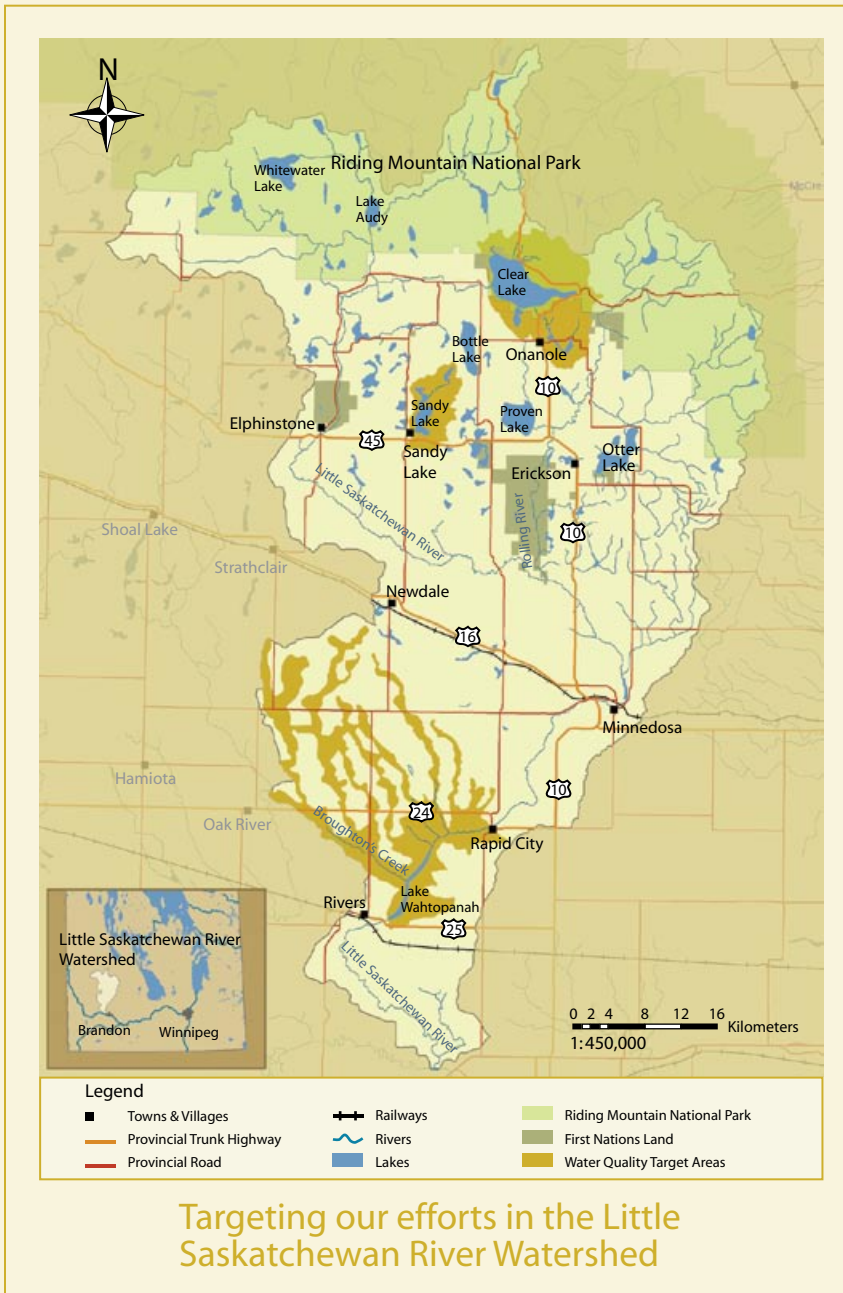 N
Riding Mountain National Park
Whitewater
Lake
Lake
Audy
Clear
Lake
Bottle
Lake
Onanole
10
Sandy
Lake
Proven
Lake
Elphinstone
45
Sandy
Lake
Otter
Lake
Erickson
Little Saskatchewan River
Rolling River
10
Shoal Lake
Strathclair
Newdale
16
Minnedosa
Hamiota
10
Oak River
24
Broughton's Creek
Rapid City
Lake
Wahtopanah
Rivers
25
Little Saskatchewan River
Little Saskatchewan River
Watershed
Brandon
Winnipeg
0 2 4 8 12 16
Kilometers
1:450,000
Legend
Towns & Villages
Provincial Trunk Highway
Provincial Road
Railways
Rivers
Lakes
Riding Mountain National Park
First Nations Land
Water Quality Target Areas
Targeting our efforts in the Little
Saskatchewan River Watershed